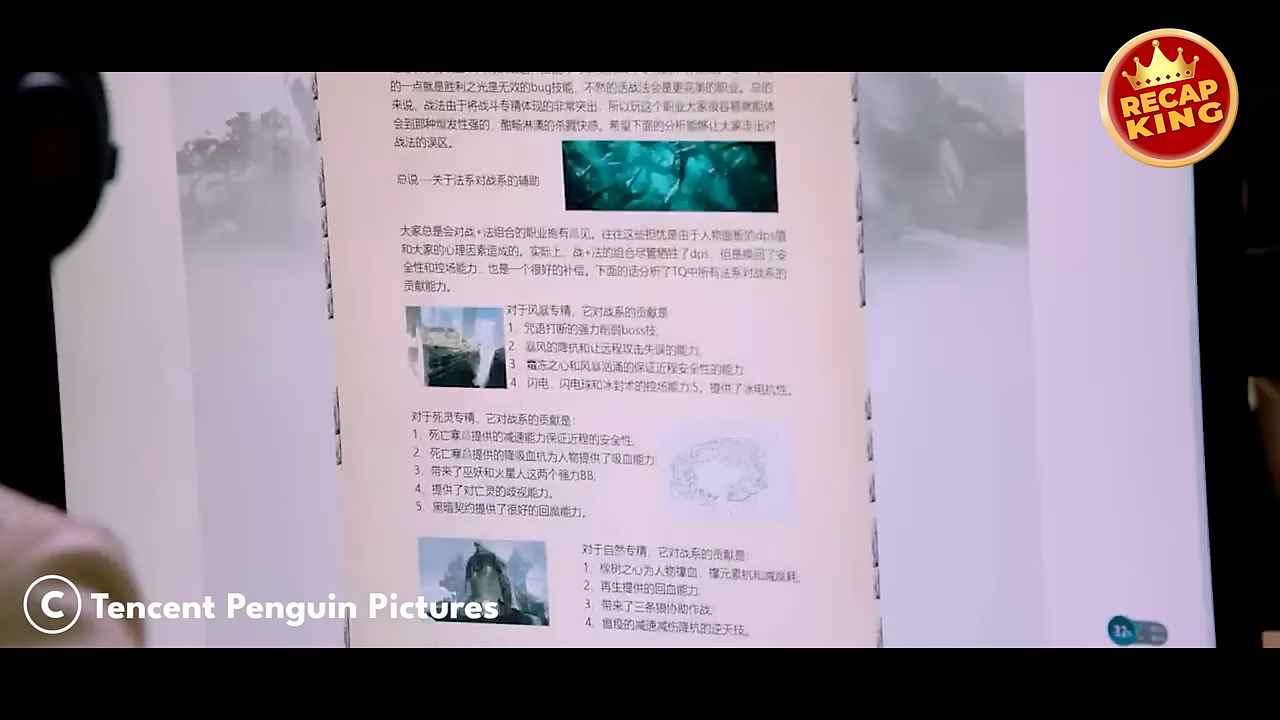 RECAP
KING
的一点就是胜利之光是无效的bug技能，不然的话战法会是更完美的职业。总的
来说，战法由于将战斗专精体现的非常突出，所以玩这个职业大家很容易就能体
会到那种爆发性强的，酣畅淋漓的杀戮快感。希望下面的分析能够让大家走出对
战法的误区。
总说---关于法系对战系的辅助
大家总是会对战+法组合的职业抱有意见。往往这些担忧是由于人物面板的dps值
和大家的心理因素造成的。实际上，战+法的组合尽管牺牲了dps，但是换回了安
全性和控场能力，也是一个很好的补偿。下面的话分析了TQ中所有法系对战系的
贡献能力。
对于风暴专精，它对战系的贡献是
1、咒语打断的强力削弱boss技;
2、暴风的降抗和让远程攻击失误的能力;
3、霜冻之心和风暴汹涌的保证近程安全性的能力
4、闪电、闪电球和冰封术的控场能力;5、提供了冰电抗性。
对于死灵专精，它对战系的贡献是:
1、死亡寒意提供的减速能力保证近程的安全性;
2、死亡寒意提供的降吸血抗为人物提供了吸血能力;
3、带来了巫妖和火星人这两个强力BB;
4、提供了对亡灵的歧视能力。
5、黑暗契约提供了很好的回魔能力。
对于自然专精，它对战系的贡献是:
1、橡树之心为人物撑血、撑元素抗和减魔耗;
2、再生提供的回血能力;
3、带来了三条狼协助作战;
4、瘟疫的减速减伤降抗的逆天技。
C Tencent Penguin Pictures